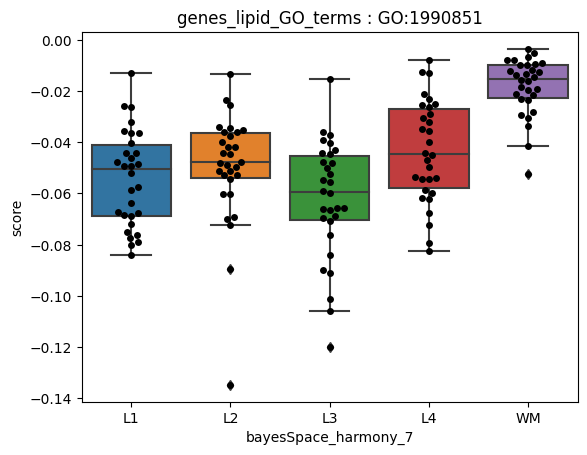 genes_lipid_GO_terms : GO:1990851
0.00
−0.02
−0.04
−0.06
−0.08
−0.10
−0.12
−0.14
score
L1 L2 L3 L4 WM
bayesSpace_harmony_7